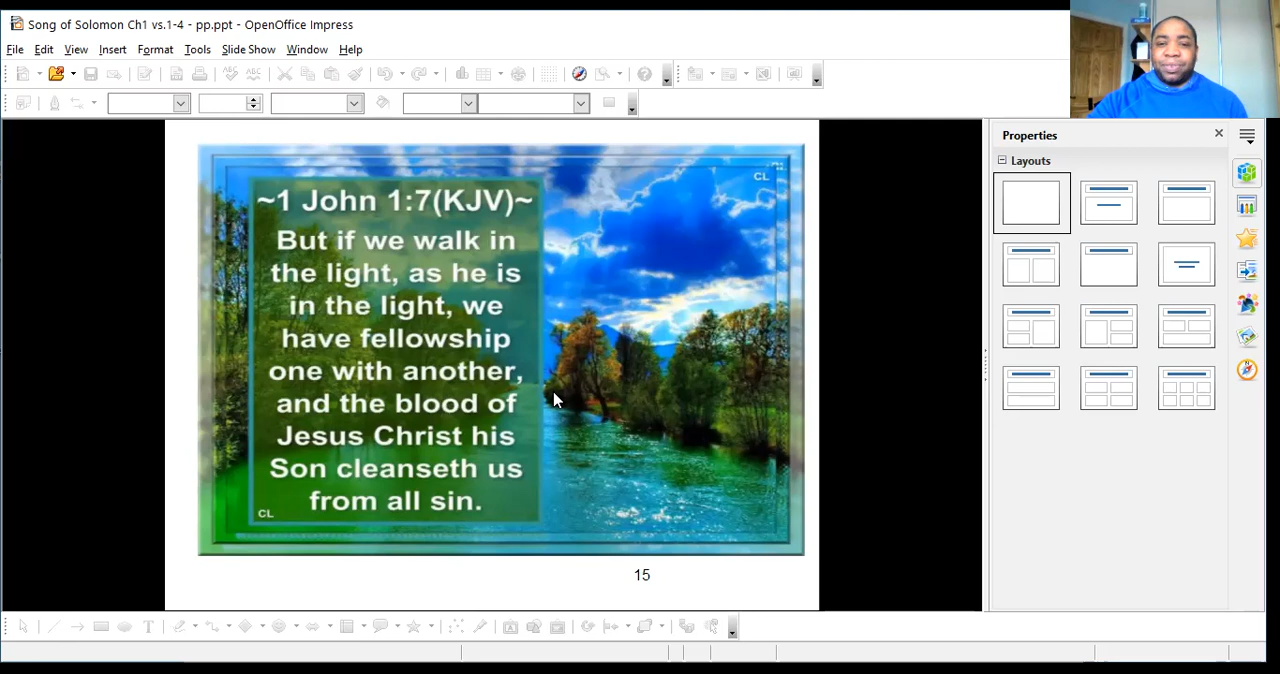 Song of Solomon Ch1 vs.1-4 - pp.ppt - OpenOffice Impress
File Edit View Insert Format Tools Slide Show Window Help
Properties
Layouts
CL
~1 John 1:7(KJV)~
But if we walk in
the light, as he is
in the light, we
have fellowship
one with another,
and the blood of
Jesus Christ his
Son cleanseth us
from all sin.
CL
15